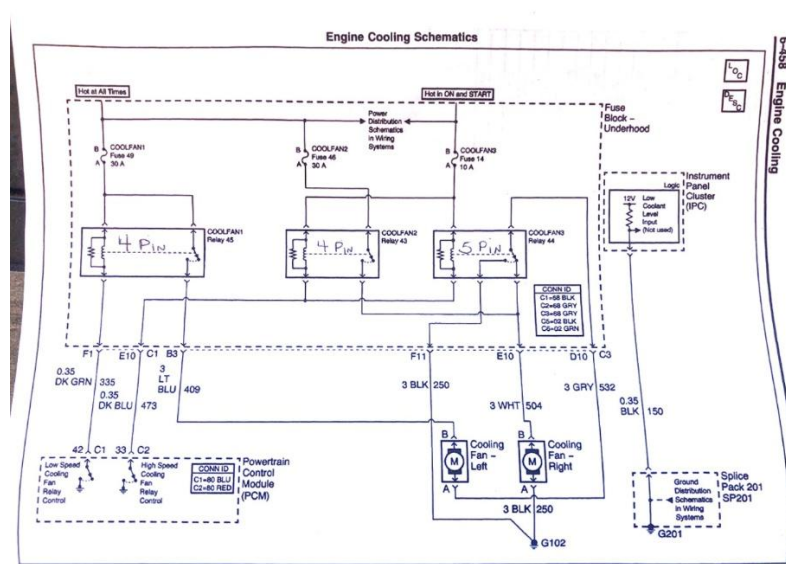 Engine Cooling Schematics
6-458 Engine Cooling
L O C
D E S C
Hot at All Times
Hot in ON and START
Power
Distribution
Schematics
in Wiring
Systems
Fuse
Block –
Underhood
B
A
COOLFAN1
Fuse 49
30 A
B
A
COOLFAN2
Fuse 46
30 A
B
A
COOLFAN3
Fuse 14
10 A
Instrument
Panel
Cluster
(IPC)
Logic
12V
Low
Coolant
Level
Input
(Not used)
4 PIN
COOLFAN1
Relay 45
4 PIN
COOLFAN2
Relay 43
5 PIN
COOLFAN3
Relay 44
CONN ID
C1=68 BLK
C2=68 GRY
C3=68 GRY
C5=02 BLK
C6=02 GRN
F1
E10
C1
B3
F11
E10
D10
C3
0.35
DK GRN
335
0.35
DK BLU
473
3
LT
BLU
409
3 BLK
250
3 WHT
504
3 GRY
532
0.35
BLK
150
42
C1
33
C2
Low Speed
Cooling
Fan
Relay
Control
High Speed
Cooling
Fan
Relay
Control
CONN ID
C1=80 BLU
C2=80 RED
Powertrain
Control
Module
(PCM)
B
M
A
Cooling
Fan –
Left
B
M
A
Cooling
Fan –
Right
3 BLK
250
G102
Ground
Distribution
Schematics
in Wiring
Systems
Splice
Pack 201
SP201
G201